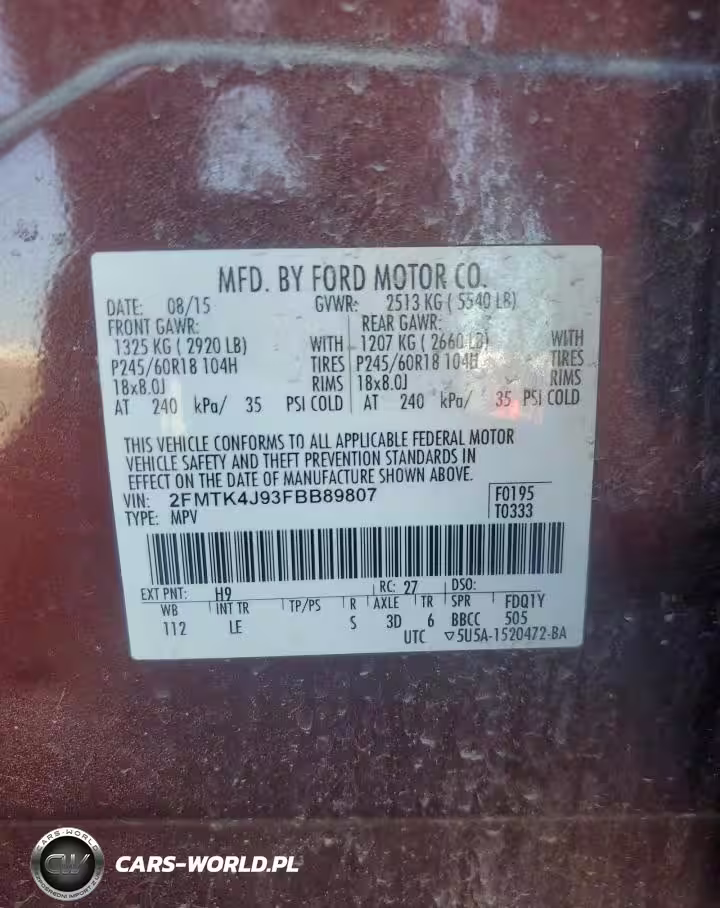 MFD. BY FORD MOTOR CO.
DATE: 08/15 GVWR: 2513 KG ( 5540 LB)
FRONT GAWR: REAR GAWR:
1325 KG ( 2920 LB) WITH 1207 KG ( 2660 LB) WITH
P245/60R18 104H TIRES P245/60R18 104H TIRES
18x8.0J RIMS 18x8.0J RIMS
AT 240 kPa/ 35 PSI COLD AT 240 kPa/ 35 PSI COLD
THIS VEHICLE CONFORMS TO ALL APPLICABLE FEDERAL MOTOR
VEHICLE SAFETY AND THEFT PREVENTION STANDARDS IN
EFFECT ON THE DATE OF MANUFACTURE SHOWN ABOVE.
VIN: 2FMTK4J93FBB89807 F0195
TYPE: MPV T0333
EXT PNT: H9 RC: 27 DSO:
WB INT TR TP/PS R AXLE TR SPR FDQ1Y
112 LE S 3D 6 BBCC 505
UTC ▽5U5A-1520472-BA
CARS-WORLD
CW
CARS-WORLD.PL